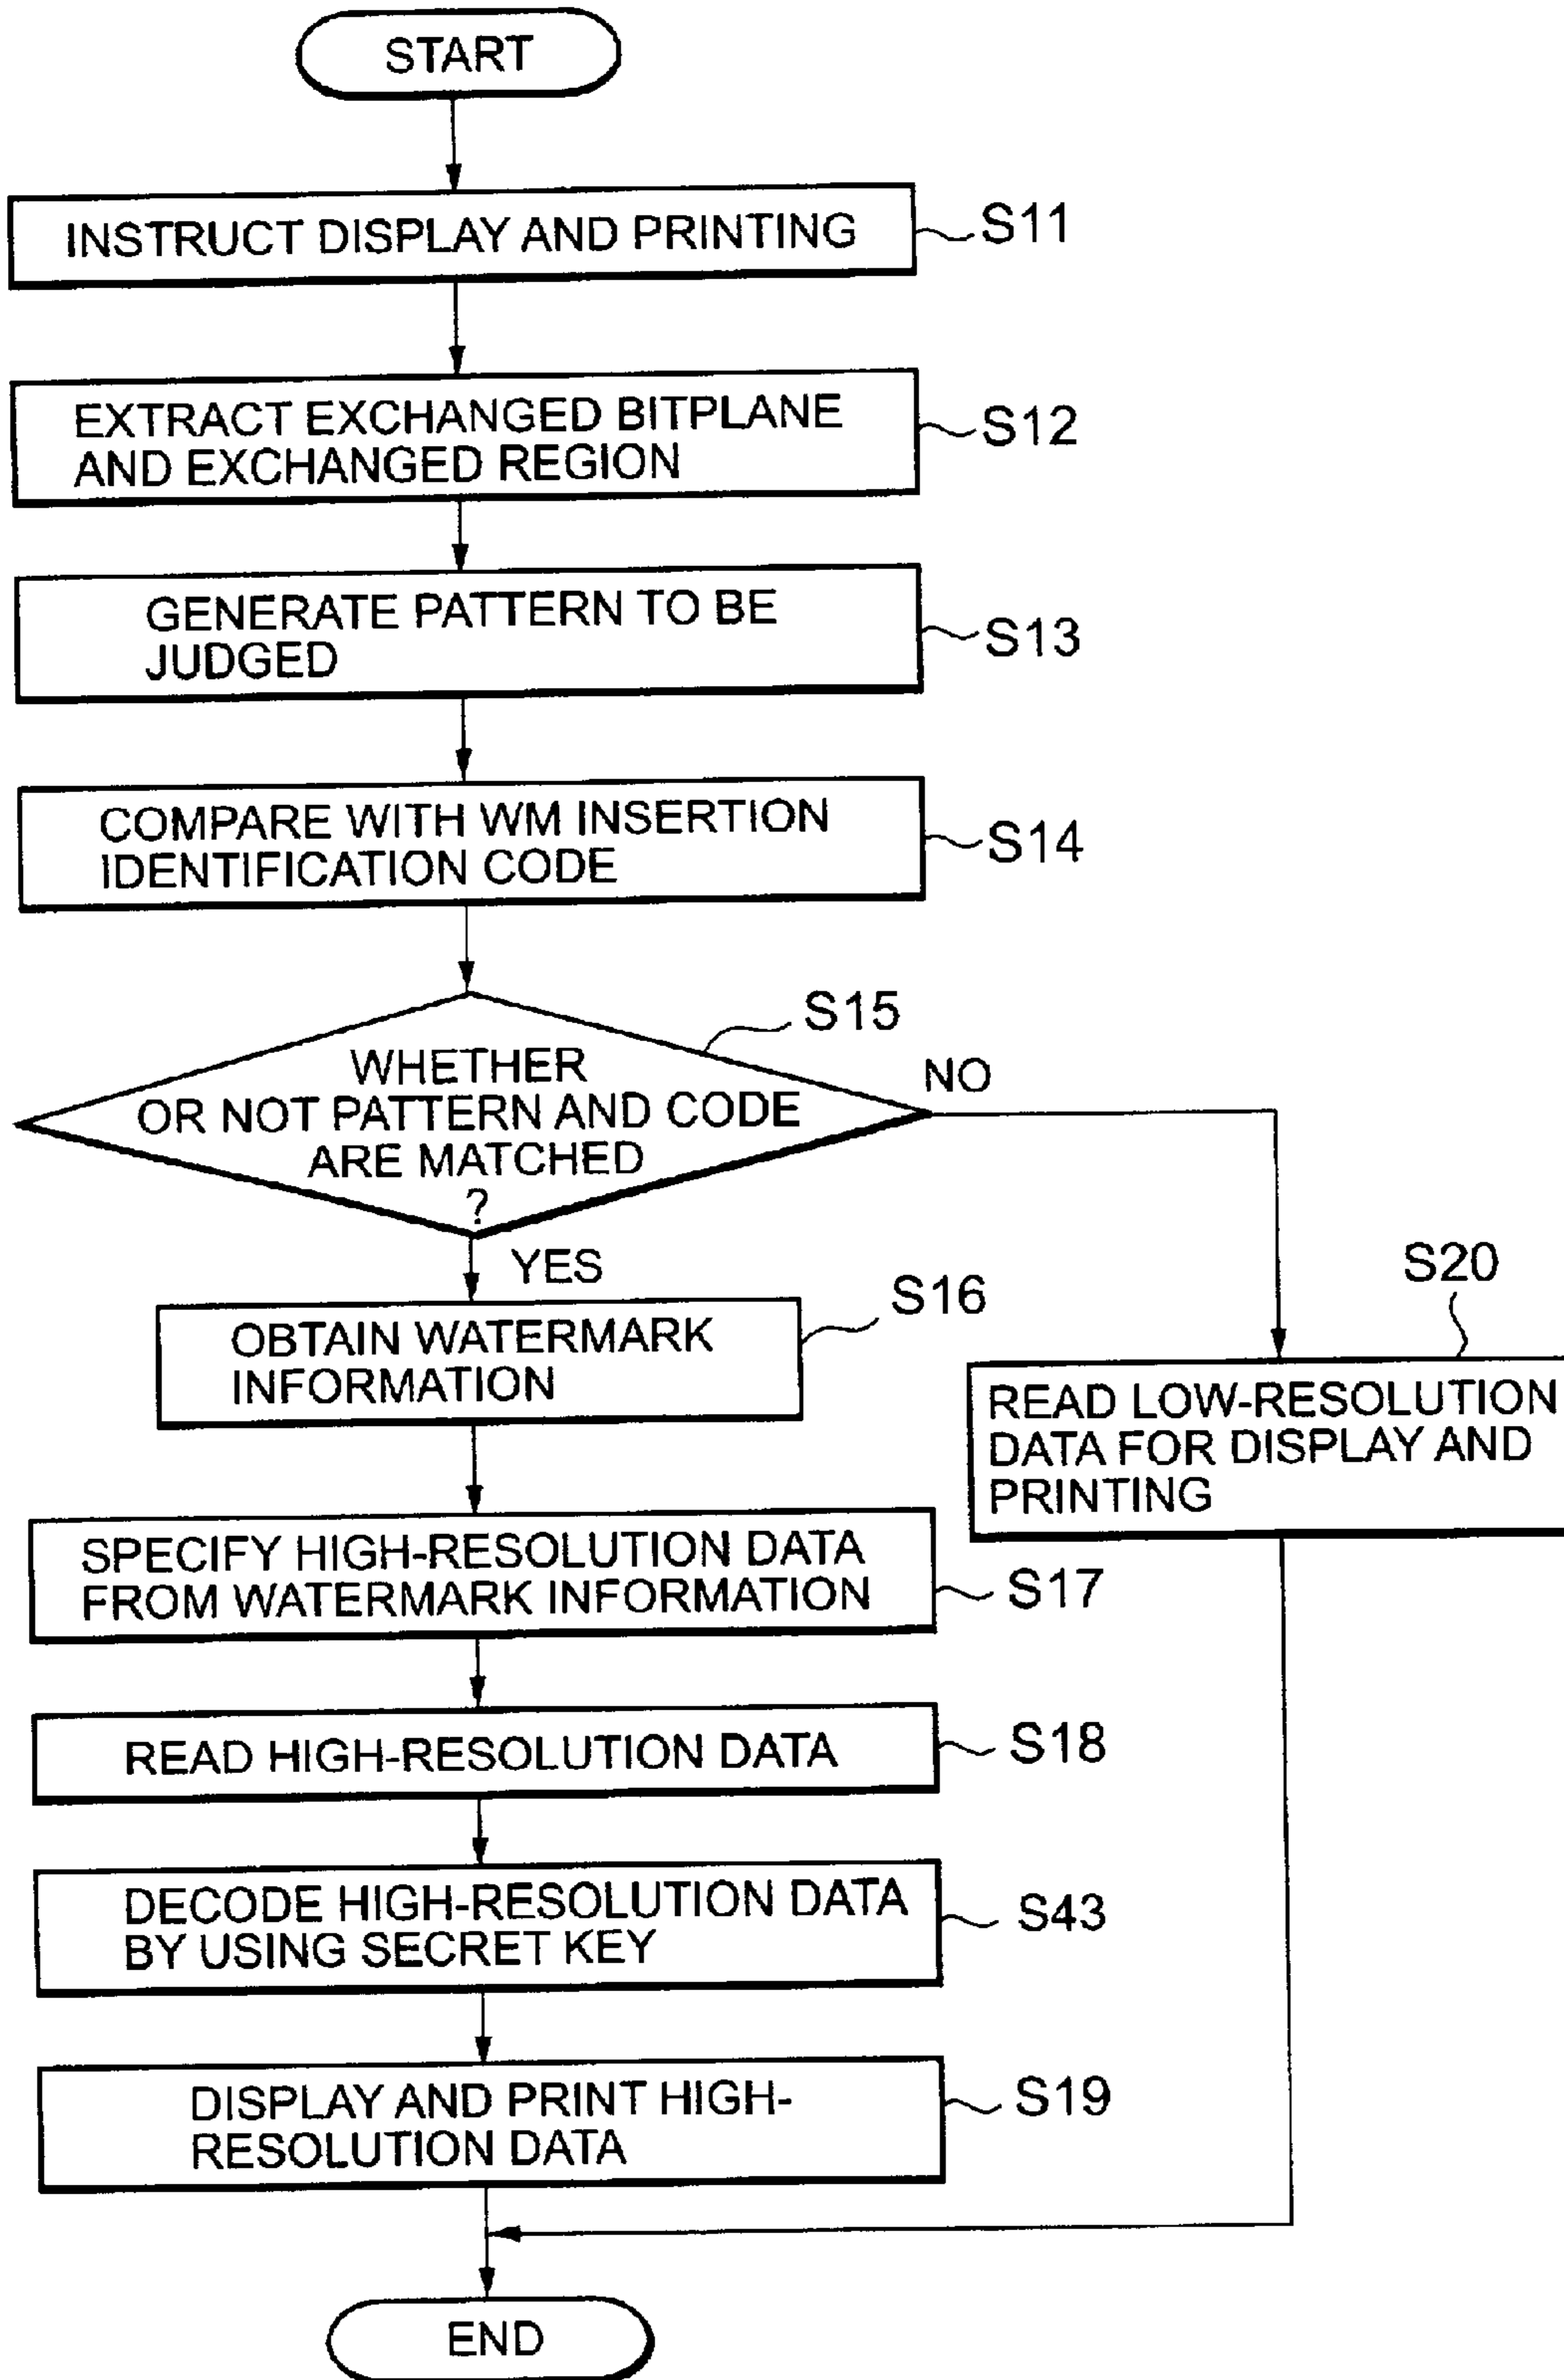 START
INSTRUCT DISPLAY AND PRINTING
S11
EXTRACT EXCHANGED BITPLANE
AND EXCHANGED REGION
S12
GENERATE PATTERN TO BE
JUDGED
S13
COMPARE WITH WM INSERTION
IDENTIFICATION CODE
S14
S15
WHETHER
OR NOT PATTERN AND CODE
ARE MATCHED
?
NO
YES
S16
OBTAIN WATERMARK
INFORMATION
S20
READ LOW-RESOLUTION
DATA FOR DISPLAY AND
PRINTING
SPECIFY HIGH-RESOLUTION DATA
FROM WATERMARK INFORMATION
S17
READ HIGH-RESOLUTION DATA
S18
DECODE HIGH-RESOLUTION DATA
BY USING SECRET KEY
S43
DISPLAY AND PRINT HIGH-
RESOLUTION DATA
S19
END